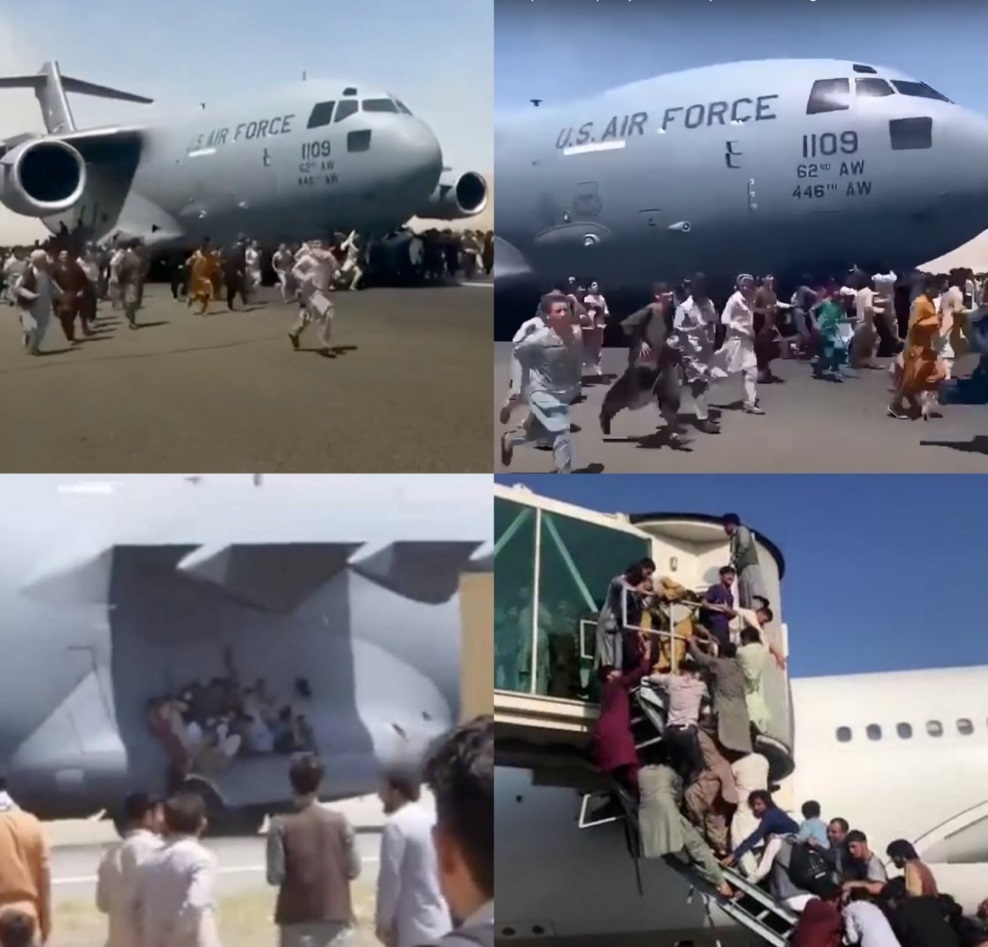 U.S. AIR FORCE
1109
62ND AW
446TH AW
U.S. AIR FORCE
1109
62ND AW
446TH AW